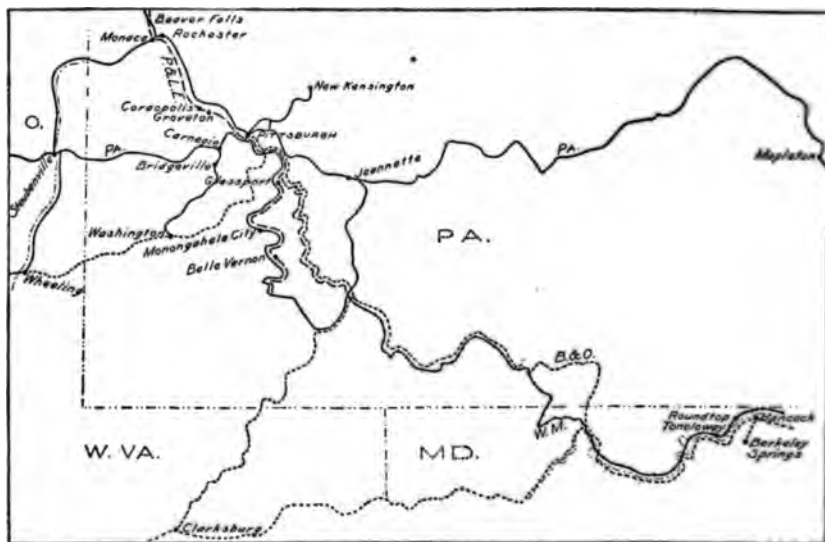 Beaver Falls
Monaca
Rochester
P.& L.E.
New Kensington
Coraopolis
Groveton
O.
Carnegie
PITTSBURGH
PA.
PA.
Bridgeville
Jeannette
Mapleton
Glassport
Steubenville
PA.
Washington
Monongahela City
Belle Vernon
Wheeling
B.&O.
Roundtop
Hancock
W.M.
Tonoloway
W. VA.
MD.
Berkeley
Springs
Clarksburg